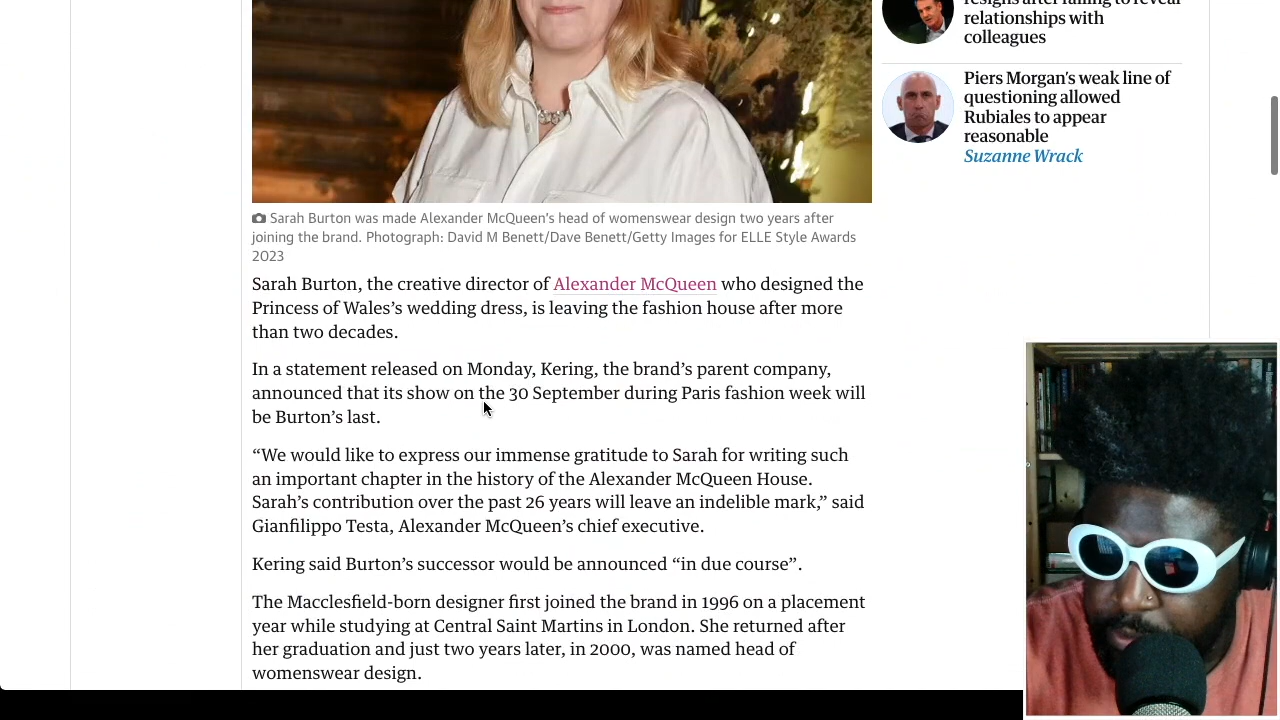 resigns after failing to reveal
relationships with
colleagues
Piers Morgan’s weak line of
questioning allowed
Rubiales to appear
reasonable
Suzanne Wrack
Sarah Burton was made Alexander McQueen’s head of womenswear design two years after
joining the brand. Photograph: David M Benett/Dave Benett/Getty Images for ELLE Style Awards
2023
Sarah Burton, the creative director of Alexander McQueen who designed the
Princess of Wales’s wedding dress, is leaving the fashion house after more
than two decades.
In a statement released on Monday, Kering, the brand’s parent company,
announced that its show on the 30 September during Paris fashion week will
be Burton’s last.
“We would like to express our immense gratitude to Sarah for writing such
an important chapter in the history of the Alexander McQueen House.
Sarah’s contribution over the past 26 years will leave an indelible mark,” said
Gianfilippo Testa, Alexander McQueen’s chief executive.
Kering said Burton’s successor would be announced “in due course”.
The Macclesfield-born designer first joined the brand in 1996 on a placement
year while studying at Central Saint Martins in London. She returned after
her graduation and just two years later, in 2000, was named head of
womenswear design.